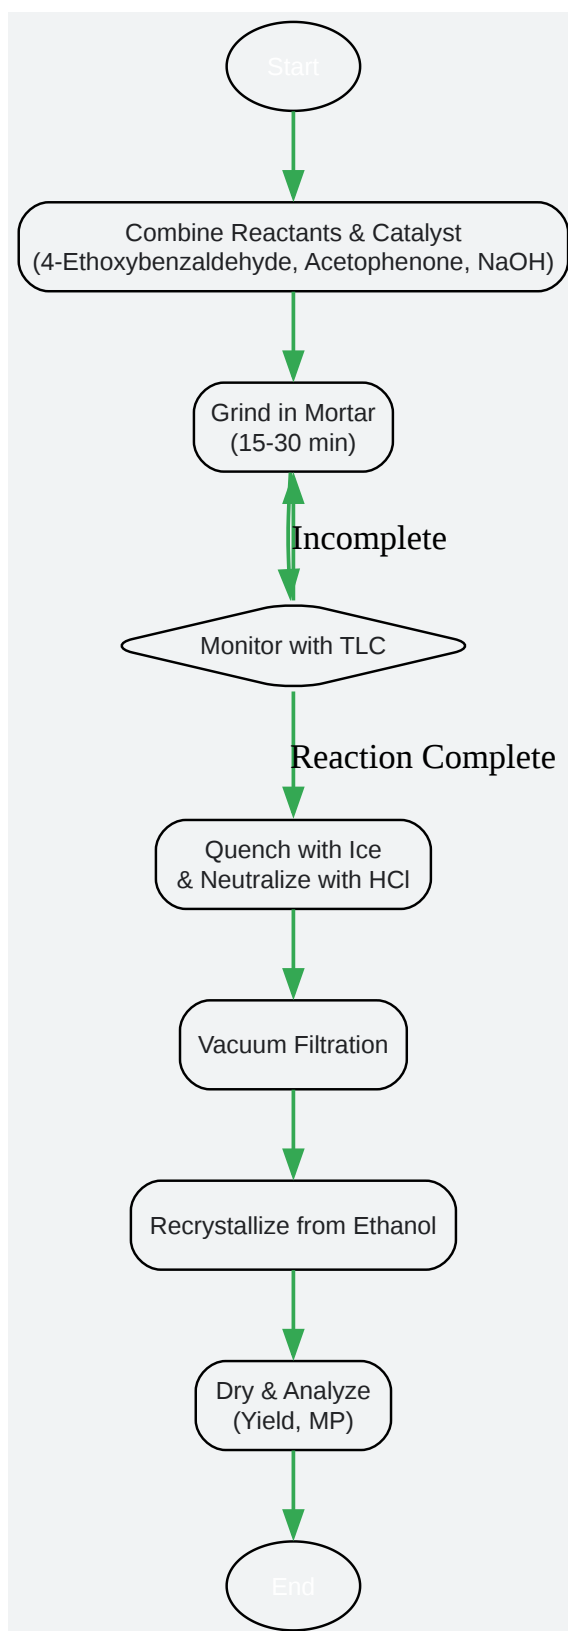 Start
Combine Reactants & Catalyst
(4-Ethoxybenzaldehyde, Acetophenone, NaOH)
Grind in Mortar
(15-30 min)
Incomplete
Monitor with TLC
Reaction Complete
Quench with Ice
& Neutralize with HCl
Vacuum Filtration
Recrystallize from Ethanol
Dry & Analyze
(Yield, MP)
End